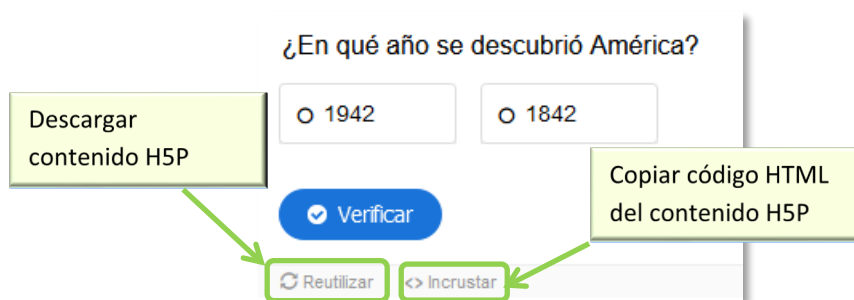 ¿En qué año se descubrió América?
1942
1842
Descargar
contenido H5P
Copiar código HTML
del contenido H5P
Verificar
Reutilizar
<> Incrustar